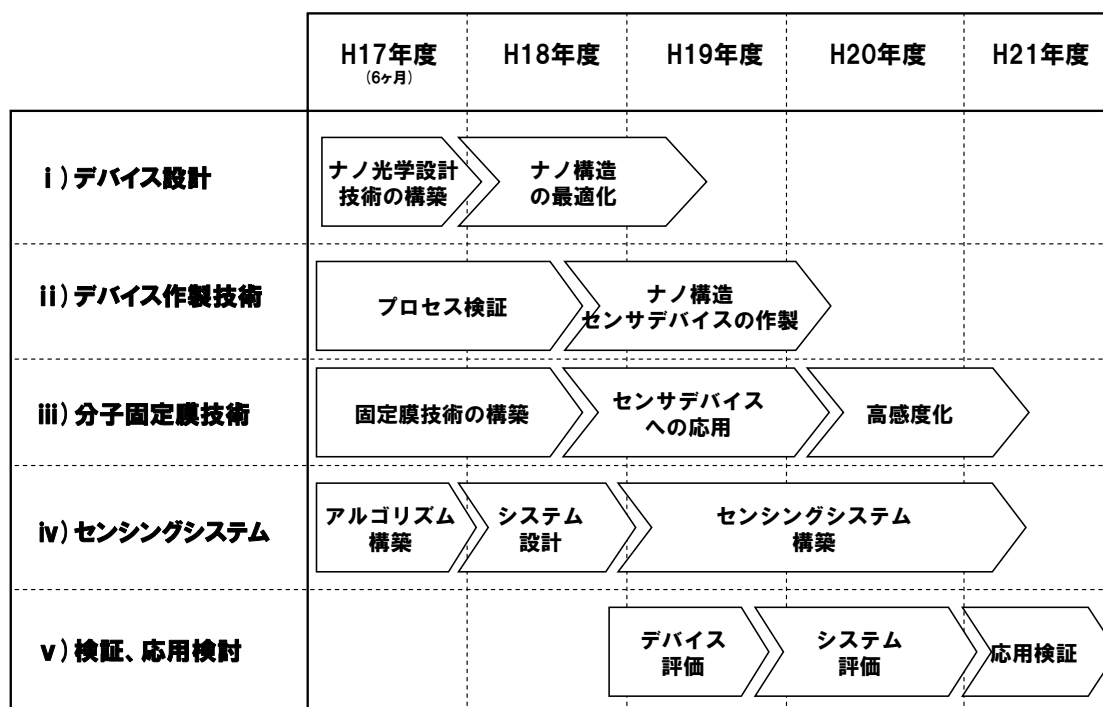 H17年度 H18年度 H19年度 H20年度 H21年度
(6ヶ月)
ⅰ)デバイス設計
ナノ光学設計
技術の構築
ナノ構造
の最適化
ⅱ)デバイス作製技術
プロセス検証
ナノ構造
センサデバイスの作製
ⅲ)分子固定膜技術
固定膜技術の構築
センサデバイス
への応用
高感度化
ⅳ)センシングシステム
アルゴリズム
構築
システム
設計
センシングシステム
構築
ⅴ)検証、応用検討
デバイス
評価
システム
評価
応用検証